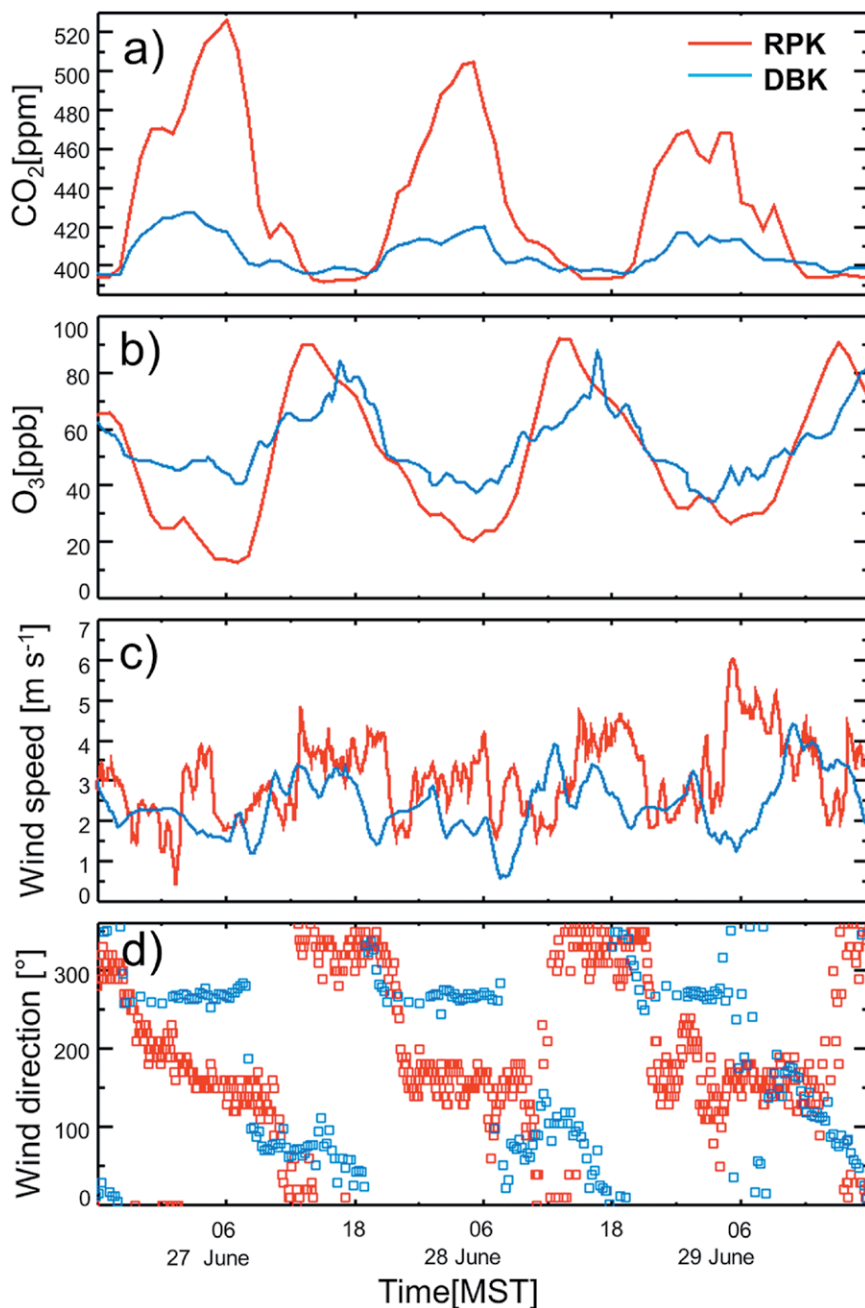 a)
RPK
DBK
CO₂[ppm]
520
500
480
460
440
420
400
b)
O₃[ppb]
100
80
60
40
20
0
c)
Wind speed [m s⁻¹]
7
6
5
4
3
2
1
0
d)
Wind direction [°]
300
200
100
0
06 18 06 18 06
27 June 28 June 29 June
Time[MST]